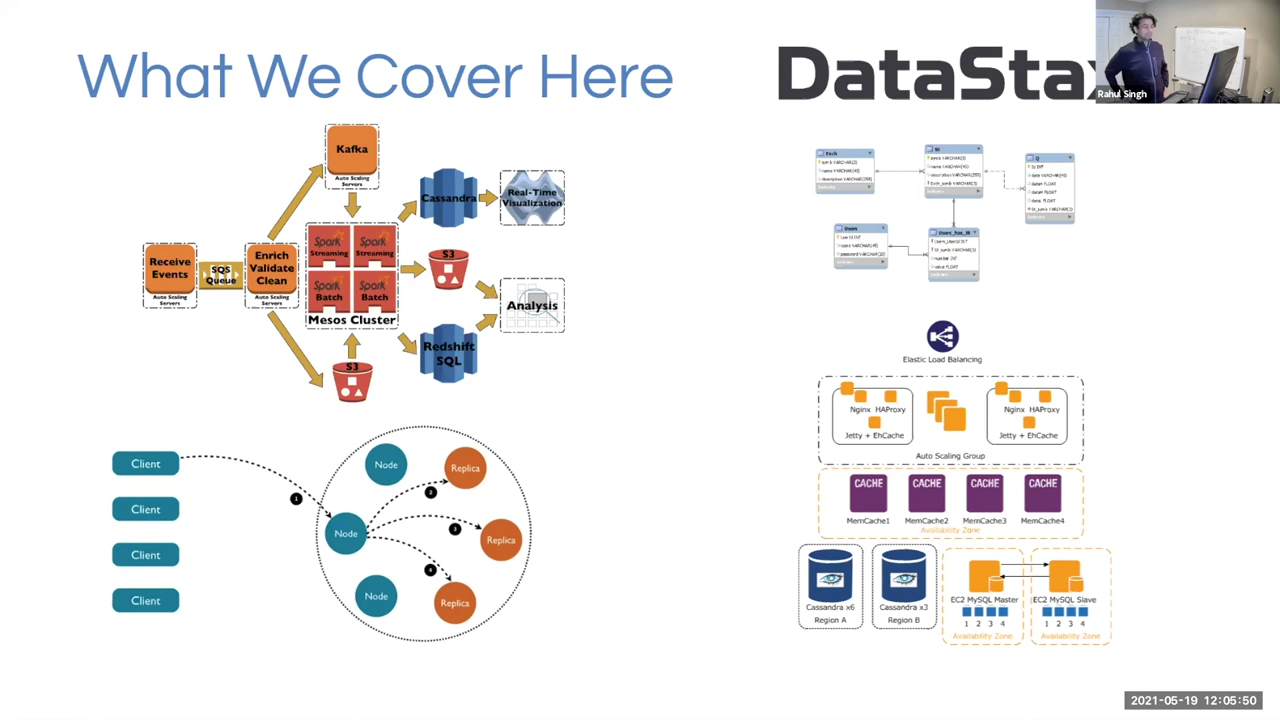 What We Cover Here
DataSta
Rahul Singh
Kafka
Auto Scaling
Servers
Receive
Events
Auto Scaling
Servers
SQS
Queue
Enrich
Validate
Clean
Auto Scaling
Servers
Spark
Streaming
Spark
Streaming
Spark
Batch
Spark
Batch
Mesos Cluster
Cassandra
Real-Time
Visualization
S3
Analysis
Redshift
SQL
S3
Client
Client
Client
Client
Node
Node
Node
Replica
Replica
Replica
1
2
3
4
Users
Elastic Load Balancing
Nginx HAProxy
Jetty + EhCache
Nginx HAProxy
Jetty + EhCache
Auto Scaling Group
CACHE
CACHE
CACHE
CACHE
MemCache1
MemCache2
MemCache3
MemCache4
Availability Zone
Cassandra x6
Region A
Cassandra x3
Region B
EC2 MySQL Master
1 2 3 4
Availability Zone
EC2 MySQL Slave
1 2 3 4
Availability Zone
2021-05-19 12:05:50